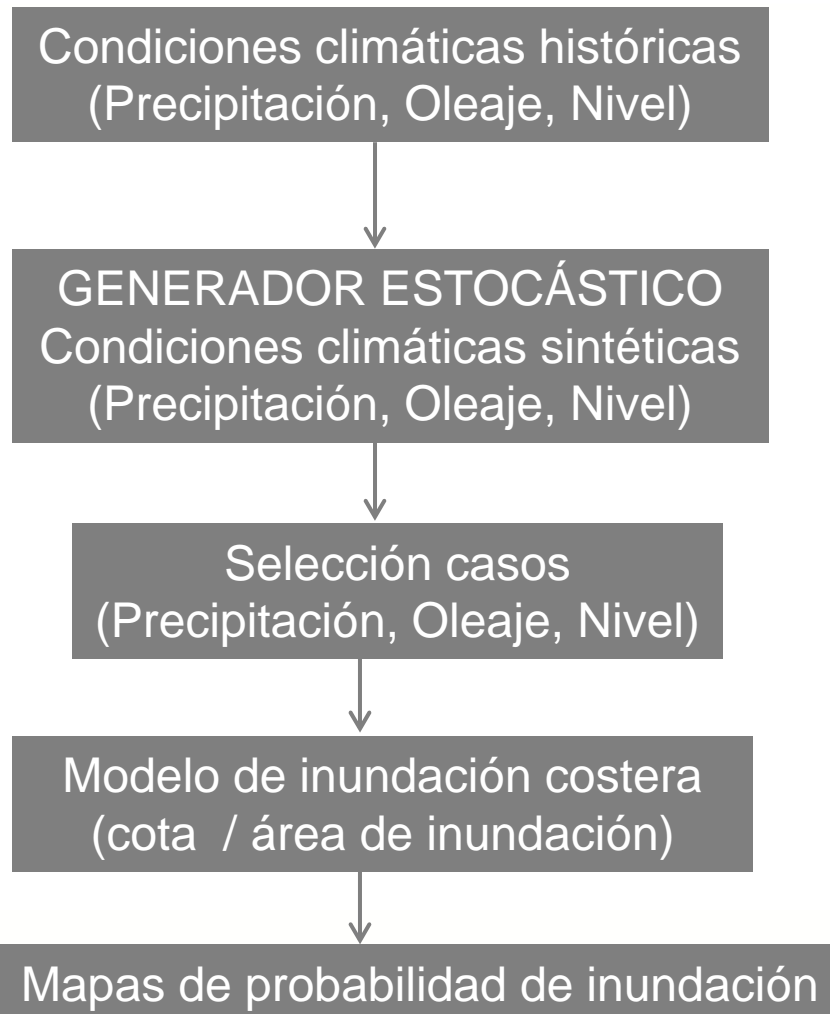 Condiciones climáticas históricas
(Precipitación, Oleaje, Nivel)
GENERADOR ESTOCÁSTICO
Condiciones climáticas sintéticas
(Precipitación, Oleaje, Nivel)
Selección casos
(Precipitación, Oleaje, Nivel)
Modelo de inundación costera
(cota / área de inundación)
Mapas de probabilidad de inundación